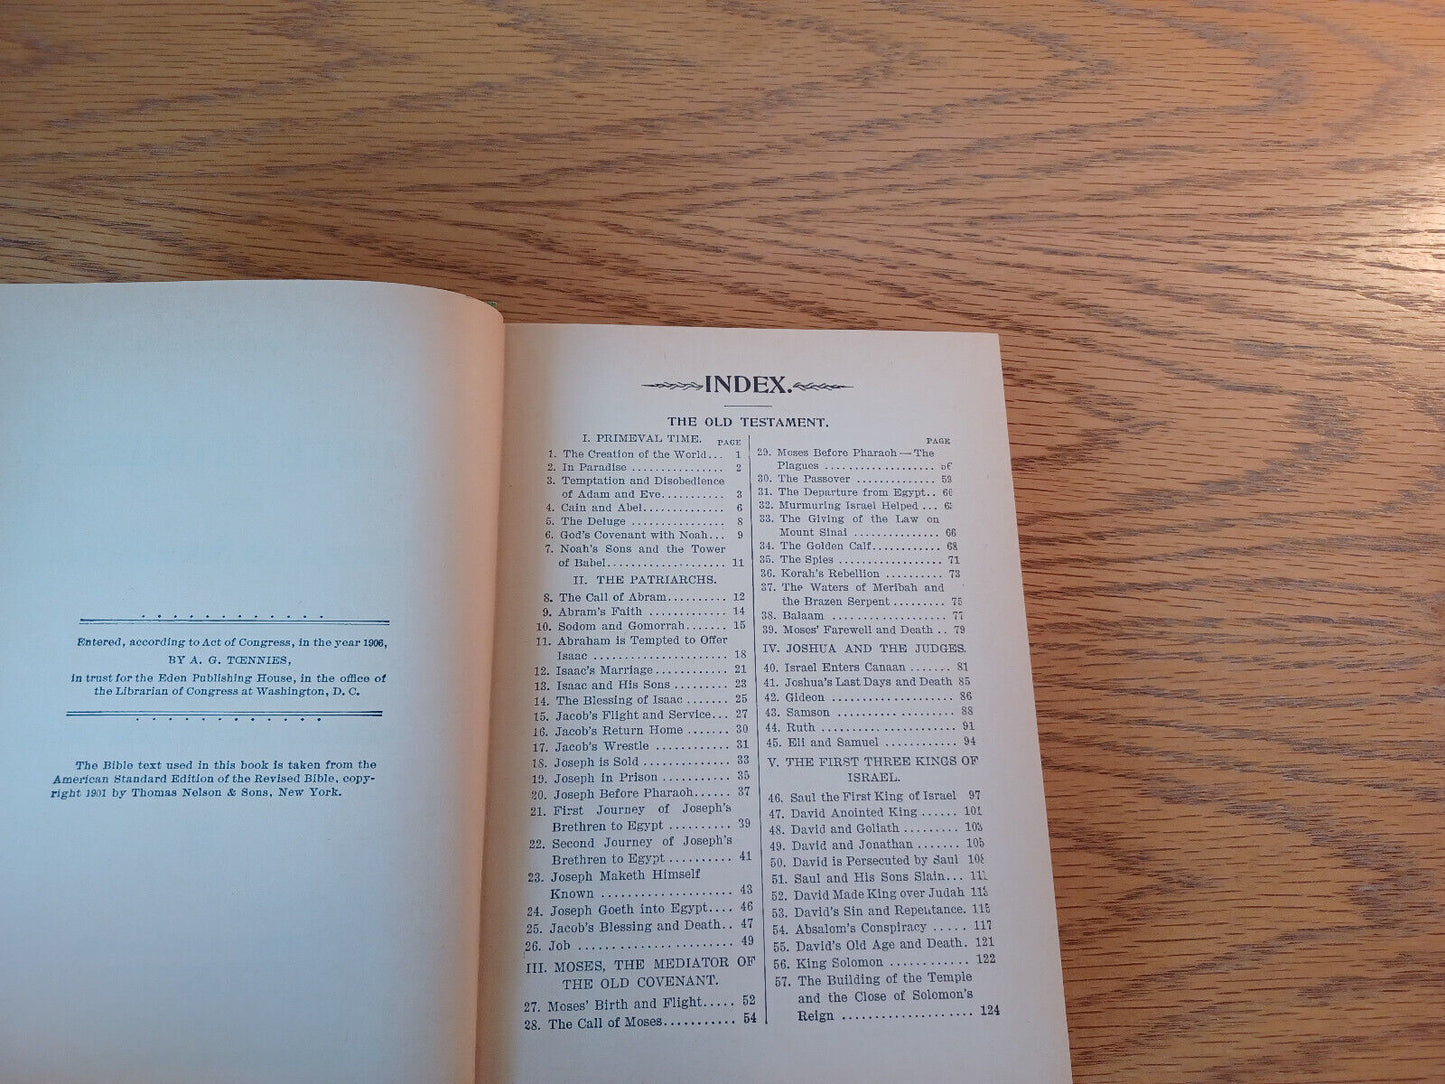 Entered, according to Act of Congress, in the year 1906,
BY A. G. TŒNNIES,
in trust for the Eden Publishing House, in the office of
the Librarian of Congress at Washington, D. C.
The Bible text used in this book is taken from the
American Standard Edition of the Revised Bible, copy-
right 1901 by Thomas Nelson & Sons, New York.
INDEX.
THE OLD TESTAMENT.
I. PRIMEVAL TIME. PAGE
1. The Creation of the World... 1
2. In Paradise ................ 2
3. Temptation and Disobedience
of Adam and Eve........... 3
4. Cain and Abel.............. 6
5. The Deluge ................ 8
6. God's Covenant with Noah... 9
7. Noah's Sons and the Tower
of Babel................... 11
II. THE PATRIARCHS.
8. The Call of Abram.......... 12
9. Abram's Faith ............. 14
10. Sodom and Gomorrah....... 15
11. Abraham is Tempted to Offer
Isaac ...................... 18
12. Isaac's Marriage............ 21
13. Isaac and His Sons ......... 23
14. The Blessing of Isaac ....... 25
15. Jacob's Flight and Service... 27
16. Jacob's Return Home ....... 30
17. Jacob's Wrestle ............ 31
18. Joseph is Sold .............. 33
19. Joseph in Prison ........... 35
20. Joseph Before Pharaoh...... 37
21. First Journey of Joseph's
Brethren to Egypt .......... 39
22. Second Journey of Joseph's
Brethren to Egypt .......... 41
23. Joseph Maketh Himself
Known .................... 43
24. Joseph Goeth into Egypt.... 46
25. Jacob's Blessing and Death.. 47
26. Job ....................... 49
III. MOSES, THE MEDIATOR OF
THE OLD COVENANT.
27. Moses' Birth and Flight..... 52
28. The Call of Moses........... 54
PAGE
29. Moses Before Pharaoh — The
Plagues ................... 56
30. The Passover .............. 59
31. The Departure from Egypt.. 60
32. Murmuring Israel Helped ...
33. The Giving of the Law on
Mount Sinai .............. 66
34. The Golden Calf............ 68
35. The Spies ................. 71
36. Korah's Rebellion .......... 73
37. The Waters of Meribah and
the Brazen Serpent ......... 75
38. Balaam .................... 77
39. Moses' Farewell and Death .. 79
IV. JOSHUA AND THE JUDGES.
40. Israel Enters Canaan ....... 81
41. Joshua's Last Days and Death 85
42. Gideon .................... 86
43. Samson ................... 88
44. Ruth ...................... 91
45. Eli and Samuel ............ 94
V. THE FIRST THREE KINGS OF
ISRAEL.
46. Saul the First King of Israel 97
47. David Anointed King ...... 101
48. David and Goliath ......... 103
49. David and Jonathan ....... 105
50. David is Persecuted by Saul 108
51. Saul and His Sons Slain... 111
52. David Made King over Judah 113
53. David's Sin and Repentance. 115
54. Absalom's Conspiracy ..... 117
55. David's Old Age and Death. 121
56. King Solomon ............ 122
57. The Building of the Temple
and the Close of Solomon's
Reign .................... 124